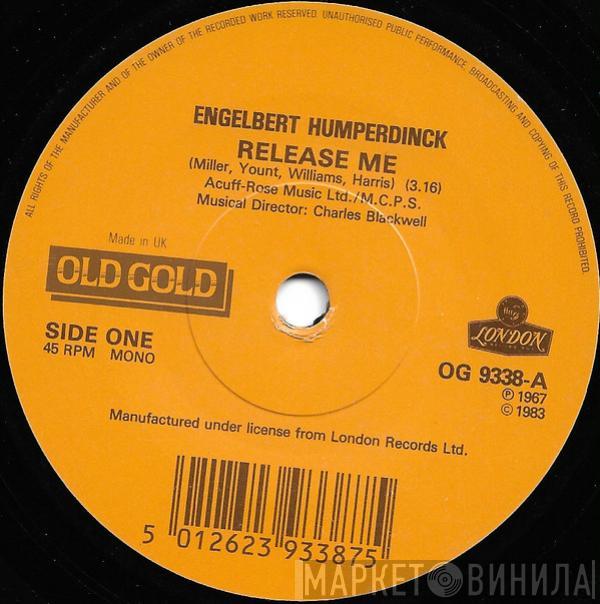 ALL RIGHTS OF THE MANUFACTURER AND OF THE OWNER OF THE RECORDED WORK RESERVED. UNAUTHORISED PUBLIC PERFORMANCE, BROADCASTING AND COPYING OF THIS RECORD PROHIBITED.
ENGELBERT HUMPERDINCK
RELEASE ME
(Miller, Yount, Williams, Harris) (3.16)
Acuff-Rose Music Ltd./M.C.P.S.
Musical Director: Charles Blackwell
Made in UK
OLD GOLD
LONDON
SIDE ONE
45 RPM MONO
OG 9338-A
℗ 1967
© 1983
Manufactured under license from London Records Ltd.
5 012623 933875
МАРКЕТ ВИНИЛА